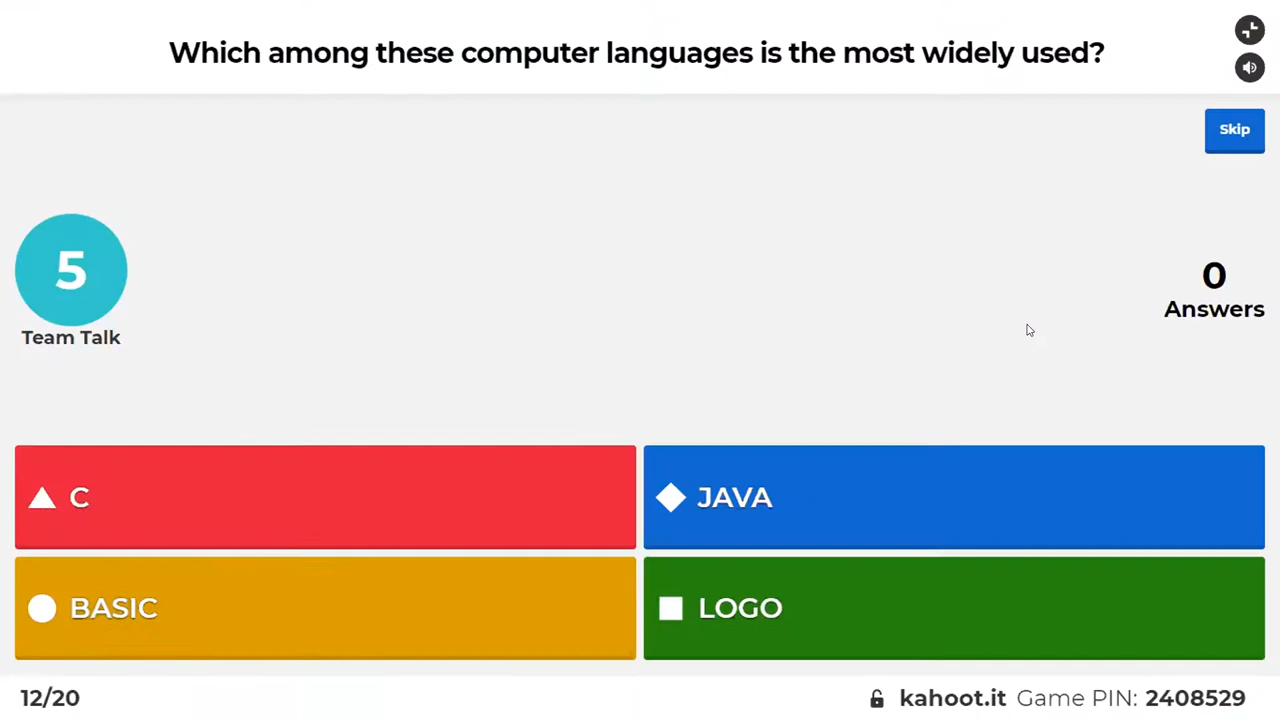 Which among these computer languages is the most widely used?
Skip
5
Team Talk
0
Answers
C
JAVA
BASIC
LOGO
12/20
kahoot.it Game PIN: 2408529